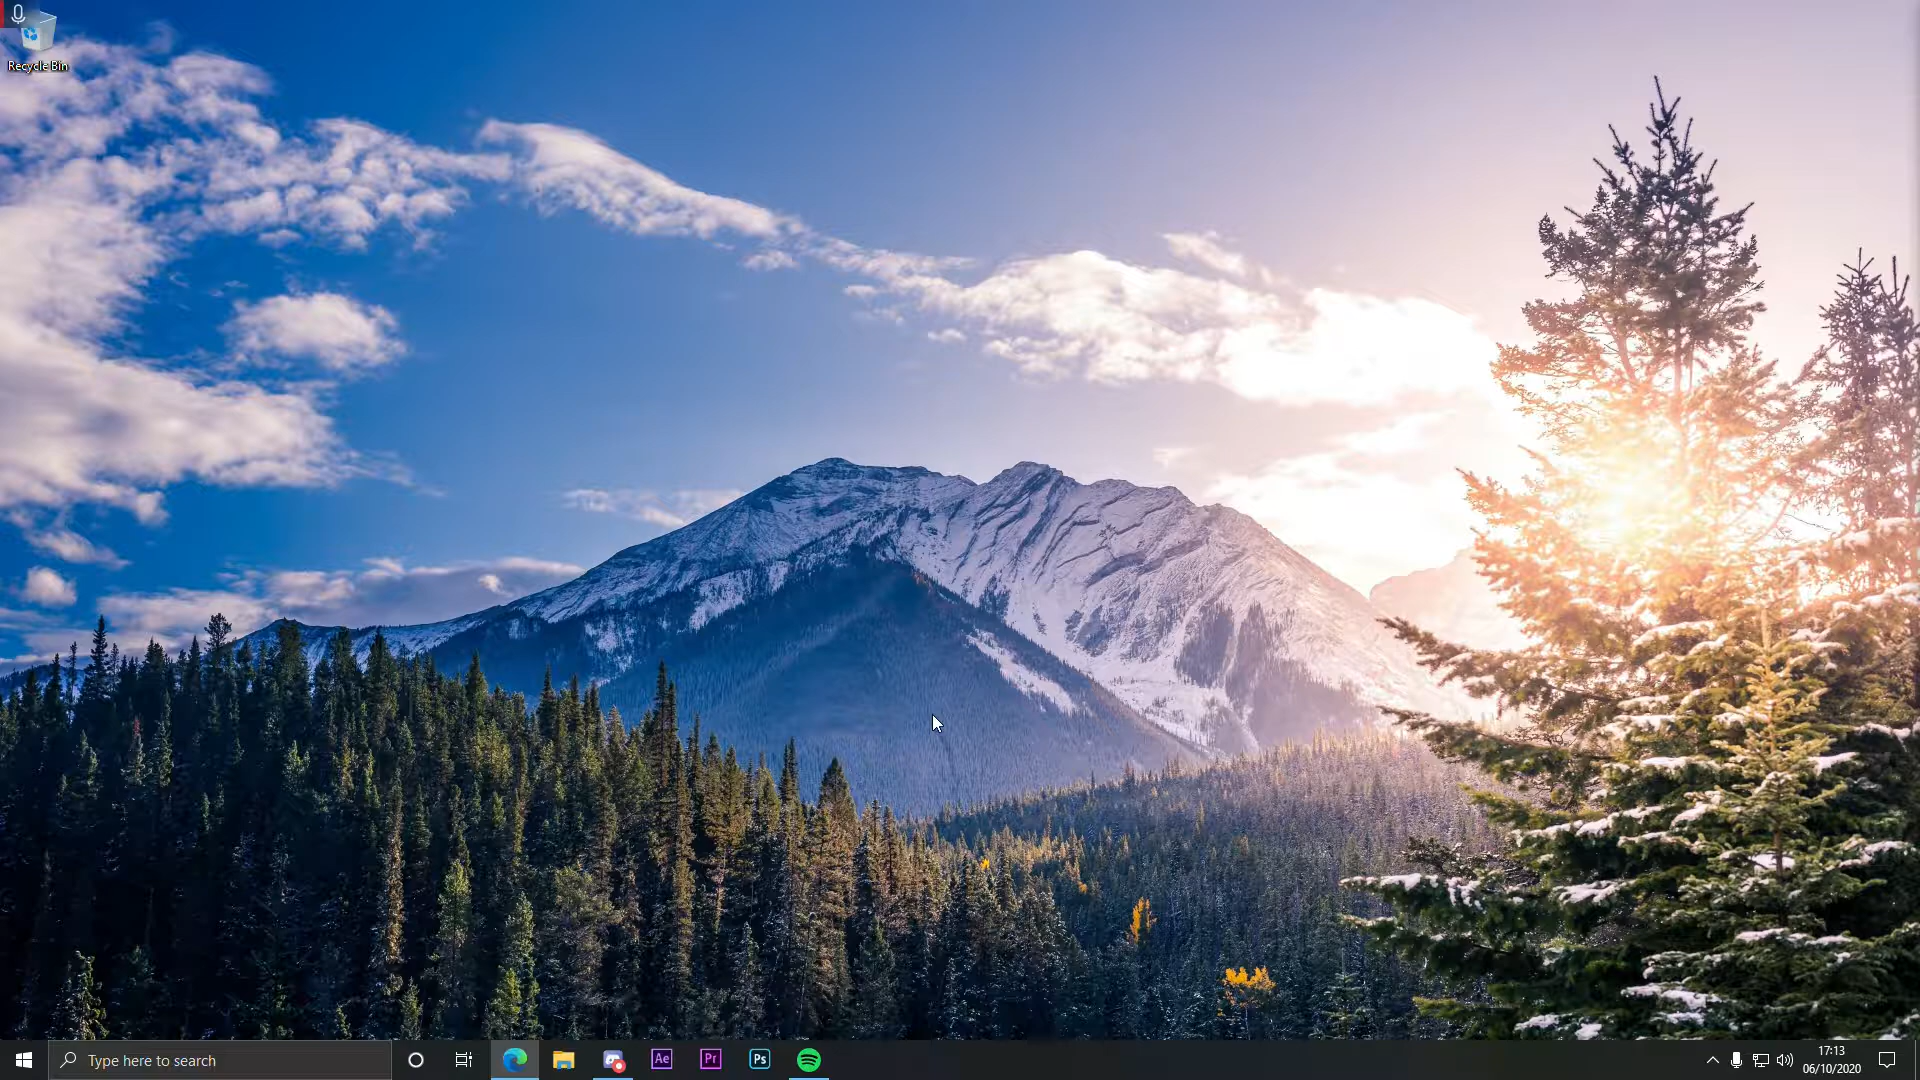 Recycle Bin
Type here to search
Ae
Pr
Ps
17:13
06/10/2020